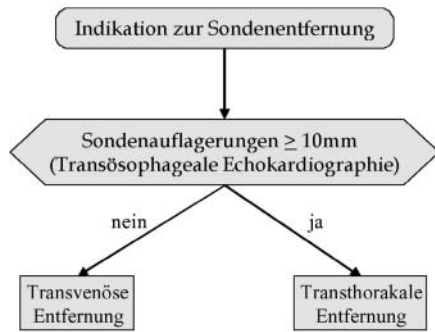 Indikation zur Sondenentfernung
Sondenauflagerungen ≥ 10mm
(Transösophageale Echokardiographie)
nein
ja
Transvenöse
Entfernung
Transthorakale
Entfernung